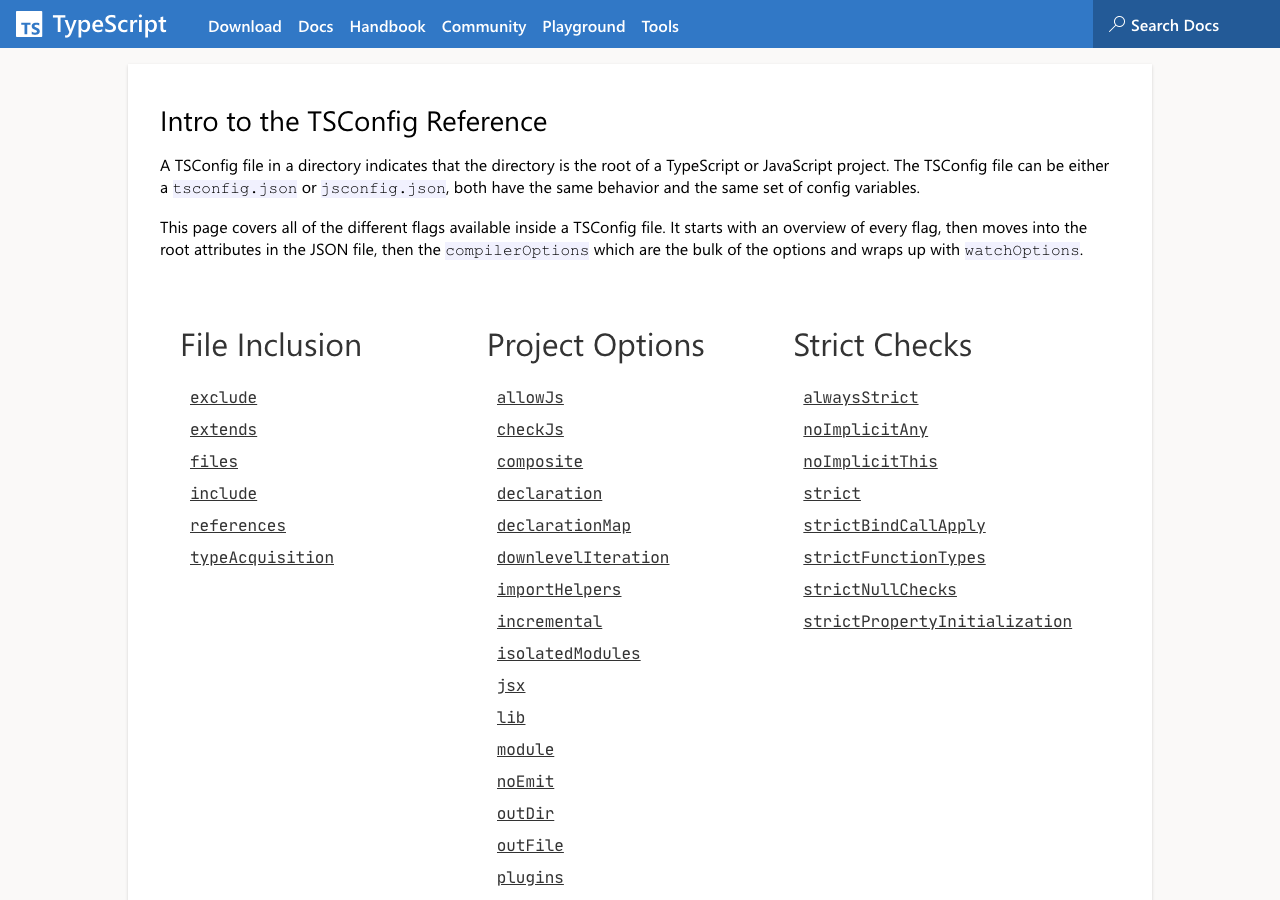 TS TypeScript Download Docs Handbook Community Playground Tools Search Docs
Intro to the TSConfig Reference
A TSConfig file in a directory indicates that the directory is the root of a TypeScript or JavaScript project. The TSConfig file can be either
a tsconfig.json or jsconfig.json, both have the same behavior and the same set of config variables.
This page covers all of the different flags available inside a TSConfig file. It starts with an overview of every flag, then moves into the
root attributes in the JSON file, then the compilerOptions which are the bulk of the options and wraps up with watchOptions.
File Inclusion
exclude
extends
files
include
references
typeAcquisition
Project Options
allowJs
checkJs
composite
declaration
declarationMap
downlevelIteration
importHelpers
incremental
isolatedModules
jsx
lib
module
noEmit
outDir
outFile
plugins
Strict Checks
alwaysStrict
noImplicitAny
noImplicitThis
strict
strictBindCallApply
strictFunctionTypes
strictNullChecks
strictPropertyInitialization